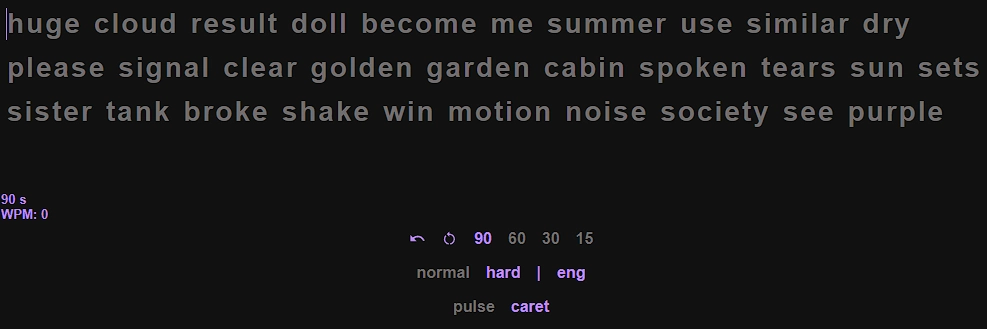 huge cloud result doll become me summer use similar dry
please signal clear golden garden cabin spoken tears sun sets
sister tank broke shake win motion noise society see purple
90 s
WPM: 0
90 60 30 15
normal hard | eng
pulse caret